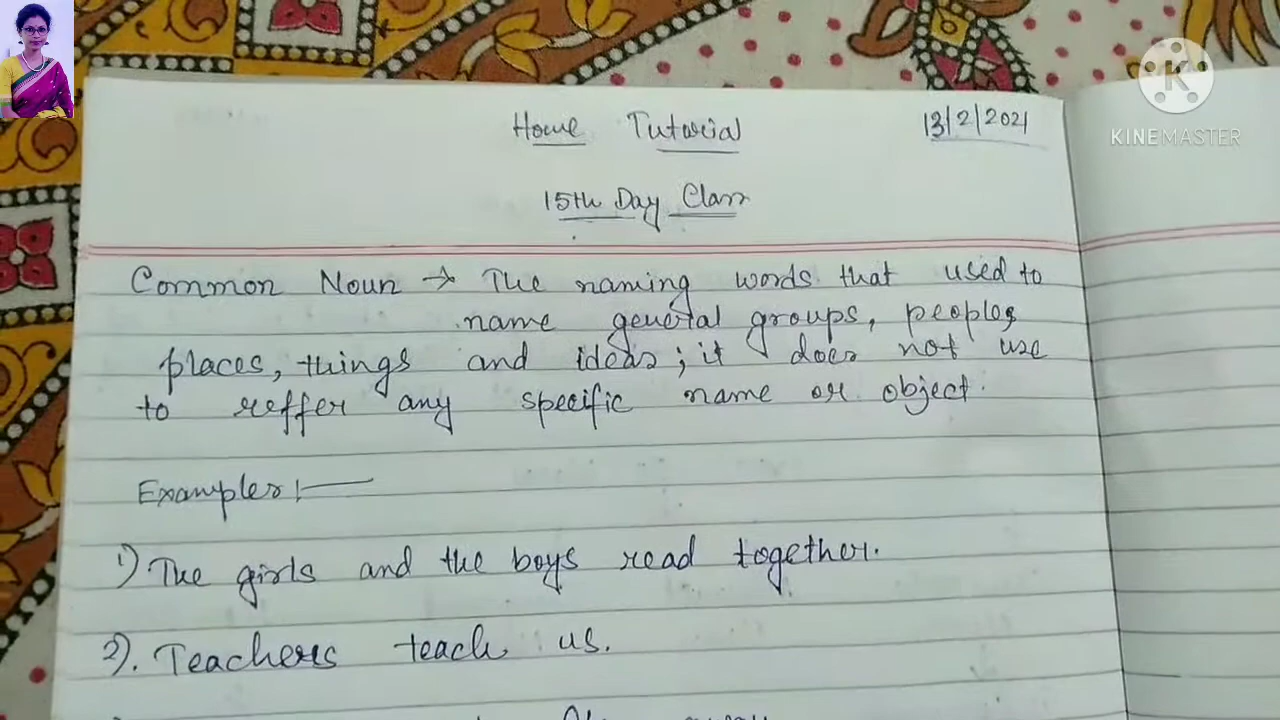 Home Tutorial
13/2/2021
KINEMASTER
15th Day Class
Common Noun → The naming words that used to
name general groups, peoples
places, things and ideas; it does not use
to reffer any specific name or object.
Examples:—
1) The girls and the boys read together.
2). Teachers teach us.